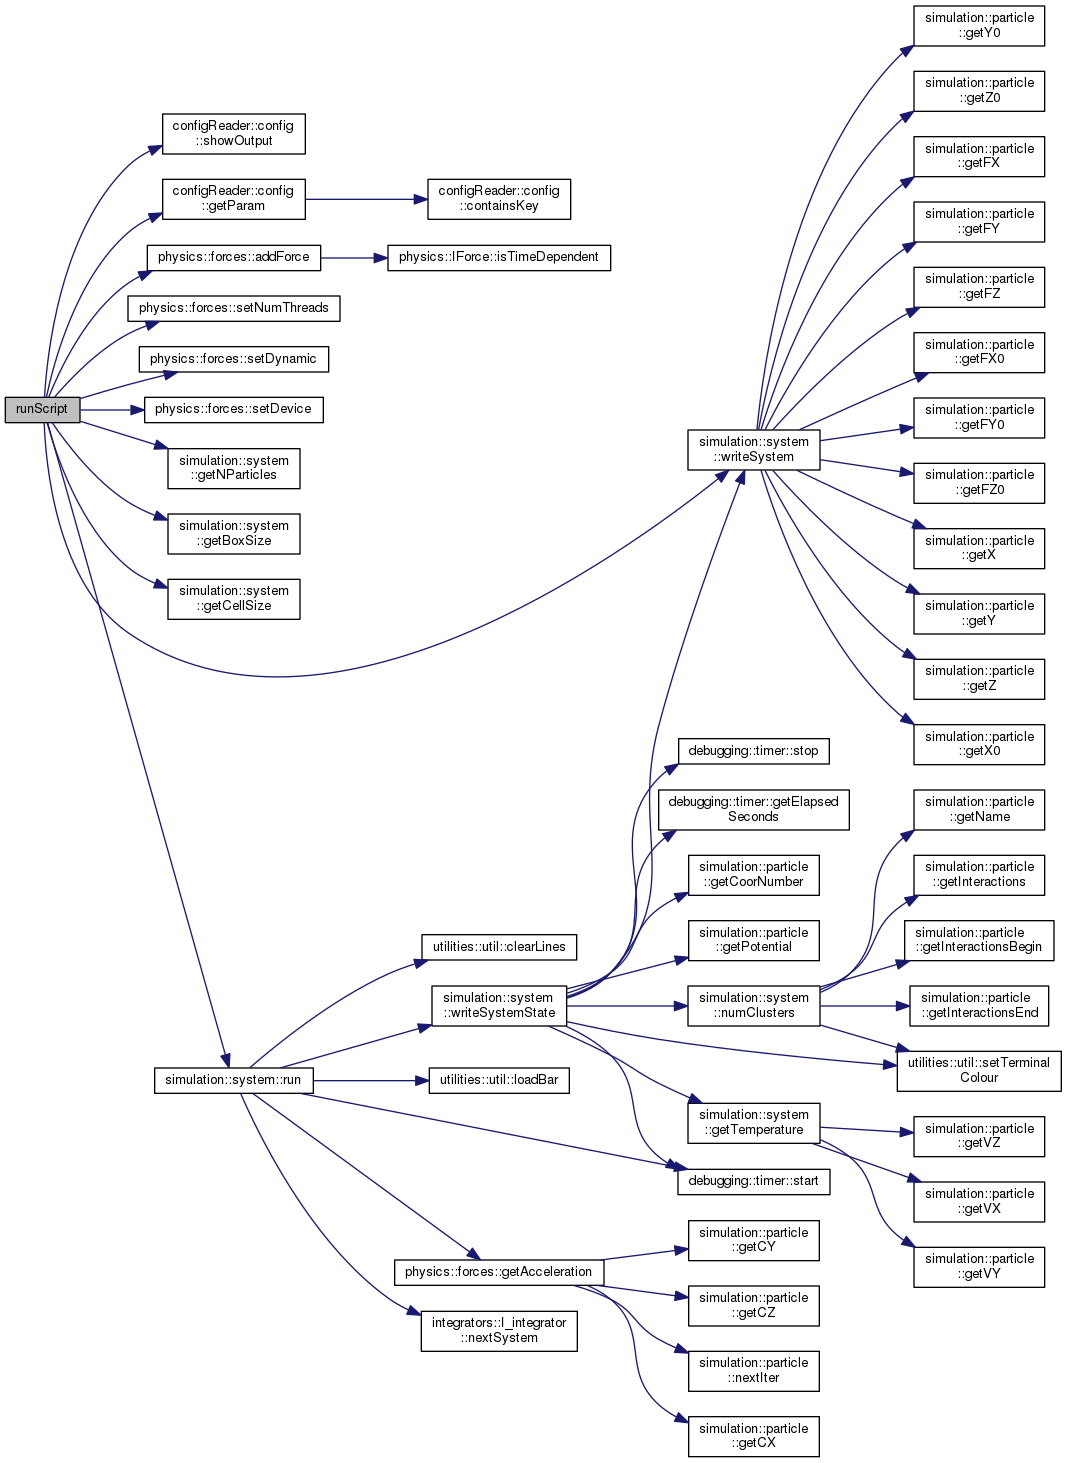 runScript
configReader::config
::showOutput
configReader::config
::getParam
physics::forces::addForce
physics::forces::setNumThreads
physics::forces::setDynamic
physics::forces::setDevice
simulation::system
::getNParticles
simulation::system
::getBoxSize
simulation::system
::getCellSize
simulation::system::run
configReader::config
::containsKey
physics::IForce::isTimeDependent
utilities::util::clearLines
simulation::system
::writeSystemState
utilities::util::loadBar
physics::forces::getAcceleration
integrators::I_integrator
::nextSystem
simulation::system
::writeSystem
debugging::timer::stop
debugging::timer::getElapsed
Seconds
simulation::particle
::getCoorNumber
simulation::particle
::getPotential
simulation::system
::numClusters
simulation::system
::getTemperature
debugging::timer::start
simulation::particle
::getCY
simulation::particle
::getCZ
simulation::particle
::nextIter
simulation::particle
::getCX
simulation::particle
::getY0
simulation::particle
::getZ0
simulation::particle
::getFX
simulation::particle
::getFY
simulation::particle
::getFZ
simulation::particle
::getFX0
simulation::particle
::getFY0
simulation::particle
::getFZ0
simulation::particle
::getX
simulation::particle
::getY
simulation::particle
::getZ
simulation::particle
::getX0
simulation::particle
::getName
simulation::particle
::getInteractions
simulation::particle
::getInteractionsBegin
simulation::particle
::getInteractionsEnd
utilities::util::setTerminal
Colour
simulation::particle
::getVZ
simulation::particle
::getVX
simulation::particle
::getVY